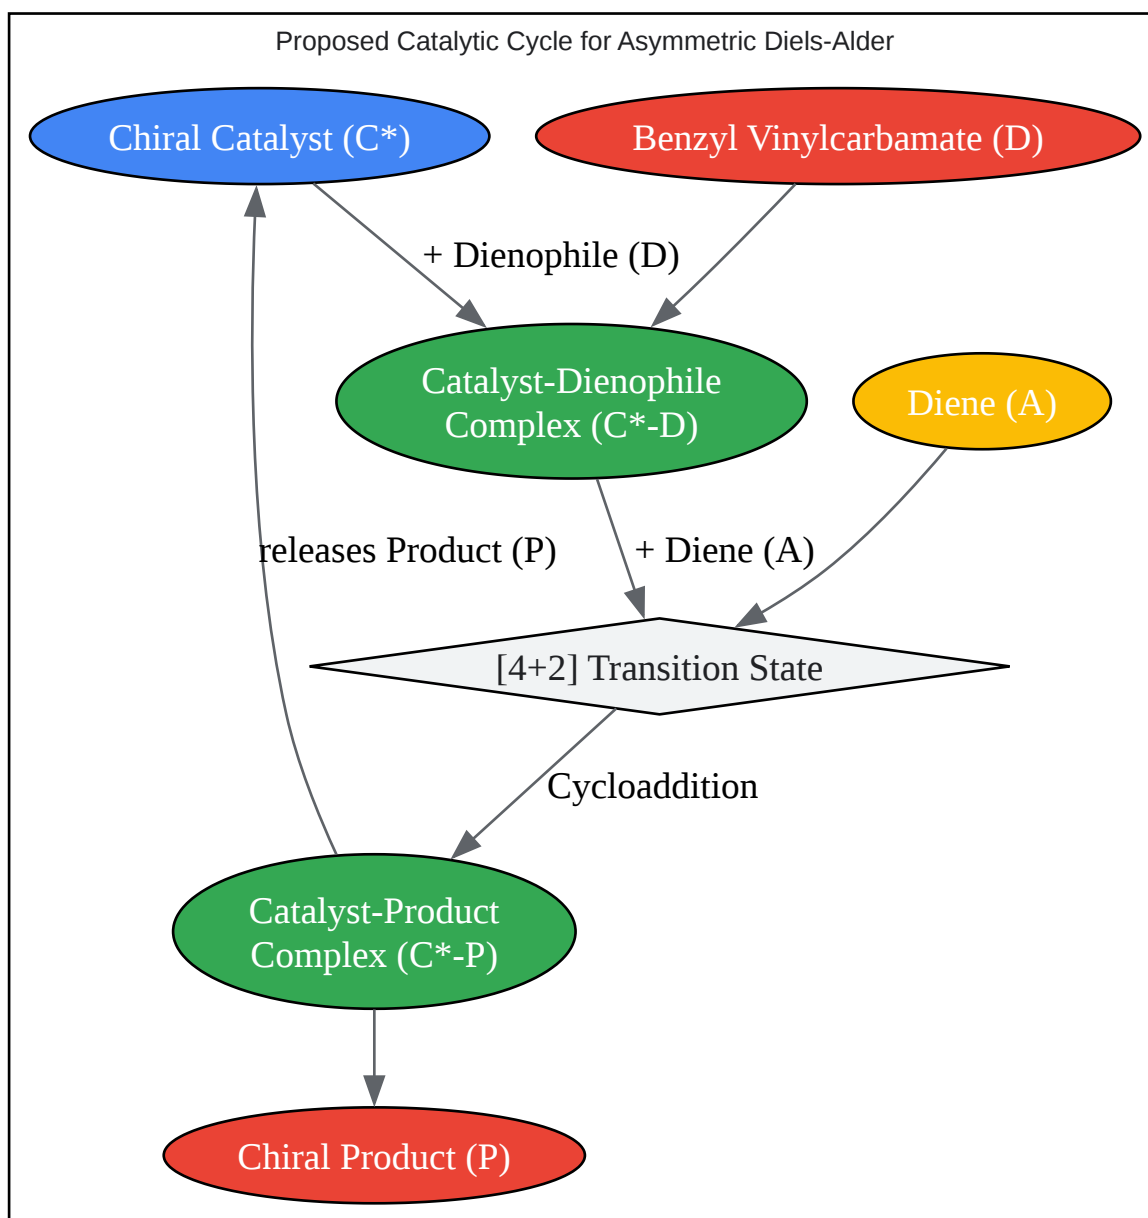 Proposed Catalytic Cycle for Asymmetric Diels-Alder
Chiral Catalyst (C*)
Benzyl Vinylcarbamate (D)
+ Dienophile (D)
Catalyst-Dienophile
Complex (C*-D)
Diene (A)
releases Product (P)
+ Diene (A)
[4+2] Transition State
Cycloaddition
Catalyst-Product
Complex (C*-P)
Chiral Product (P)